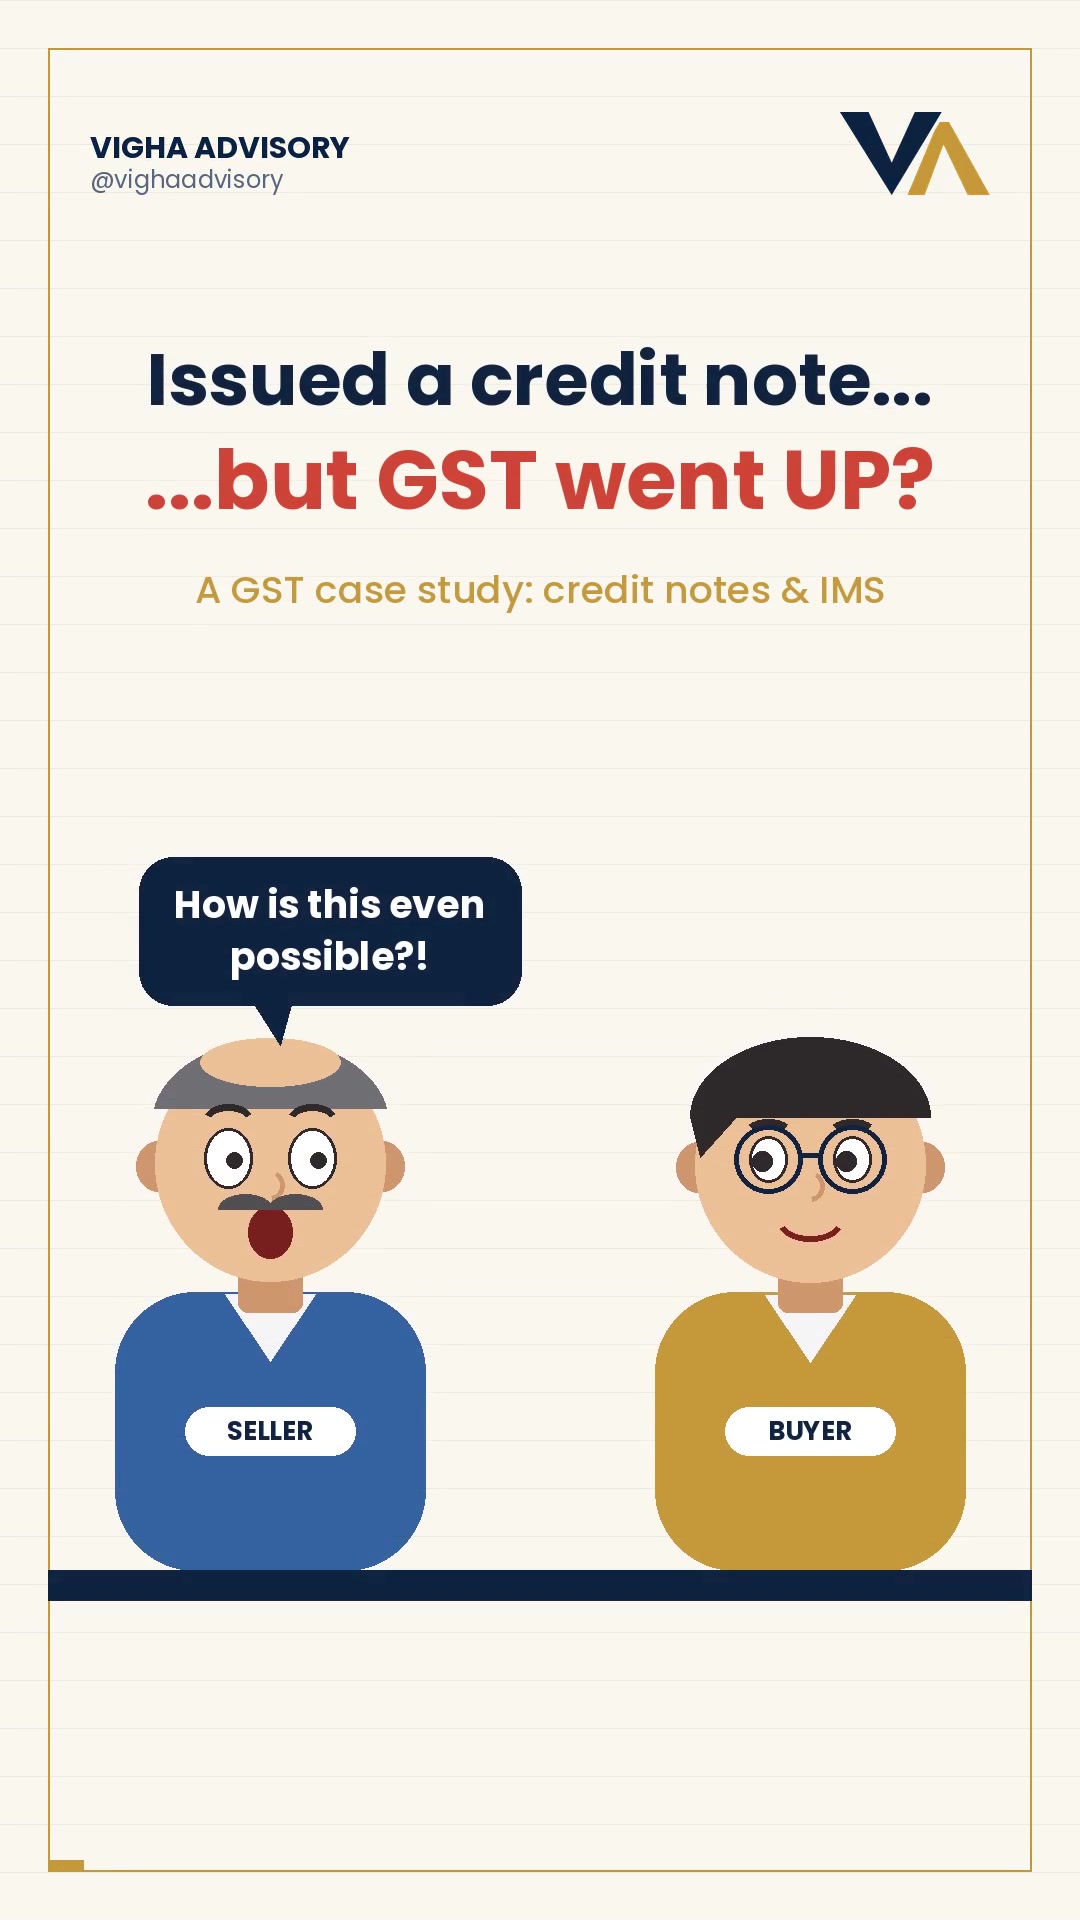 VIGHA ADVISORY
@vighaadvisory
VA
Issued a credit note...
...but GST went UP?
A GST case study: credit notes & IMS
How is this even
possible?!
SELLER
BUYER